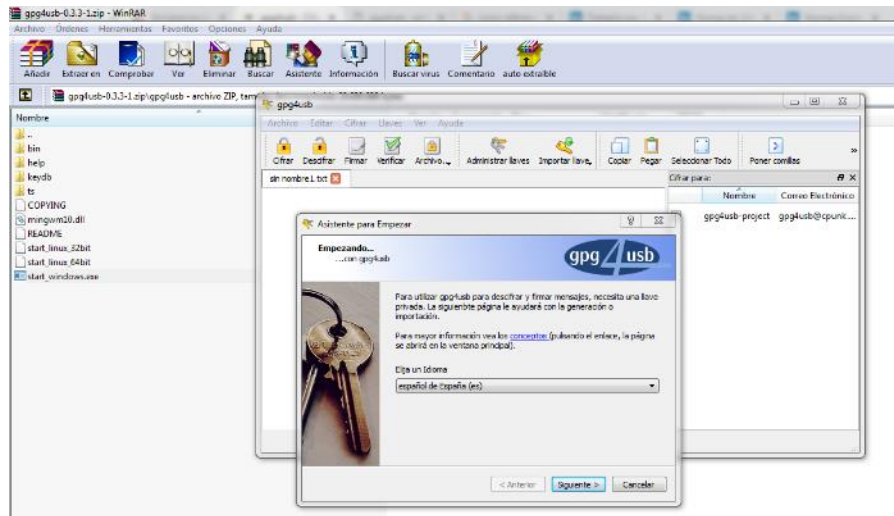 gpg4usb-0.3.3-1.zip - WinRAR
Archivo Órdenes Herramientas Favoritos Opciones Ayuda
Añadir Extraer en Comprobar Ver Eliminar Buscar Asistente Información Buscar virus Comentario auto extraíble
gpg4usb-0.3.3-1.zip\gpg4usb - archivo ZIP,
Nombre
..
bin
help
keydb
ts
COPYING
mingwm10.dll
README
start_linux_32bit
start_linux_64bit
start_windows.exe
gpg4usb
Archivo Editar Cifrar Llaves Ver Ayuda
Cifrar Descifrar Firmar Verificar Archivo... Administrar llaves Importar llave, Copiar Pegar Seleccionar Todo Poner comillas »
sin nombre1.txt
Cifrar para:
Nombre Correo Electrónico
gpg4usb-project gpg4usb@cpunk...
Asistente para Empezar
Empezando...
...con gpg4usb
gpg4usb
Para utilizar gpg4usb para descifrar y firmar mensajes, necesita una llave
privada. La siguienbte página le ayudará con la generación o
importación.
Para mayor información vea los conceptos (pulsando el enlace, la página
se abrirá en la ventana principal).
Elija un Idioma
español de España (es)
< Anterior Siguiente > Cancelar